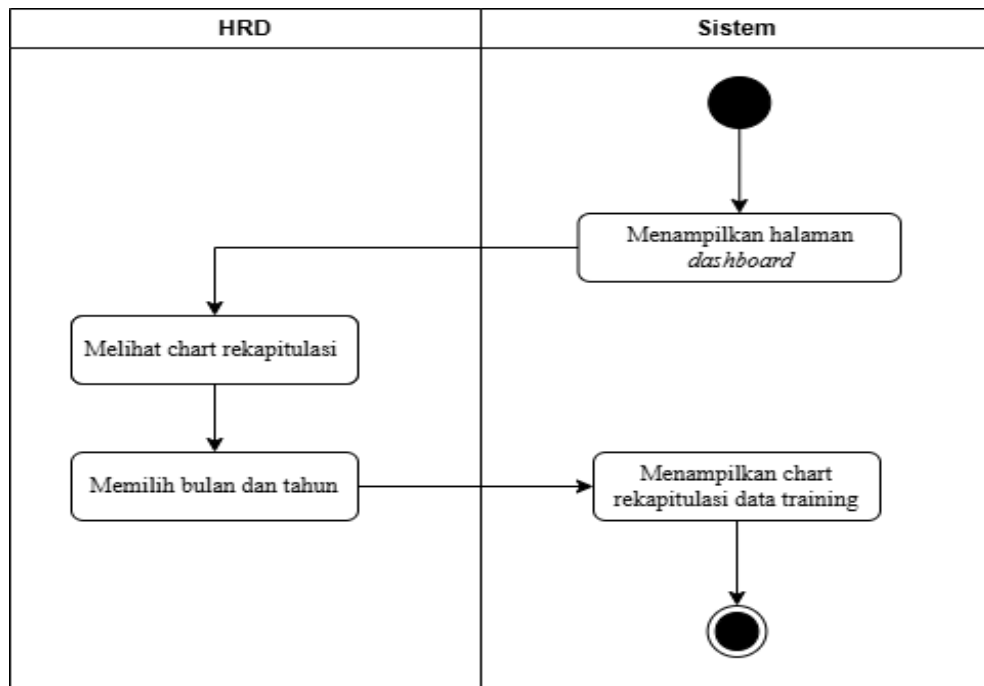 HRD
Sistem
Menampilkan halaman
dashboard
Melihat chart rekapitulasi
Memilih bulan dan tahun
Menampilkan chart
rekapitulasi data training